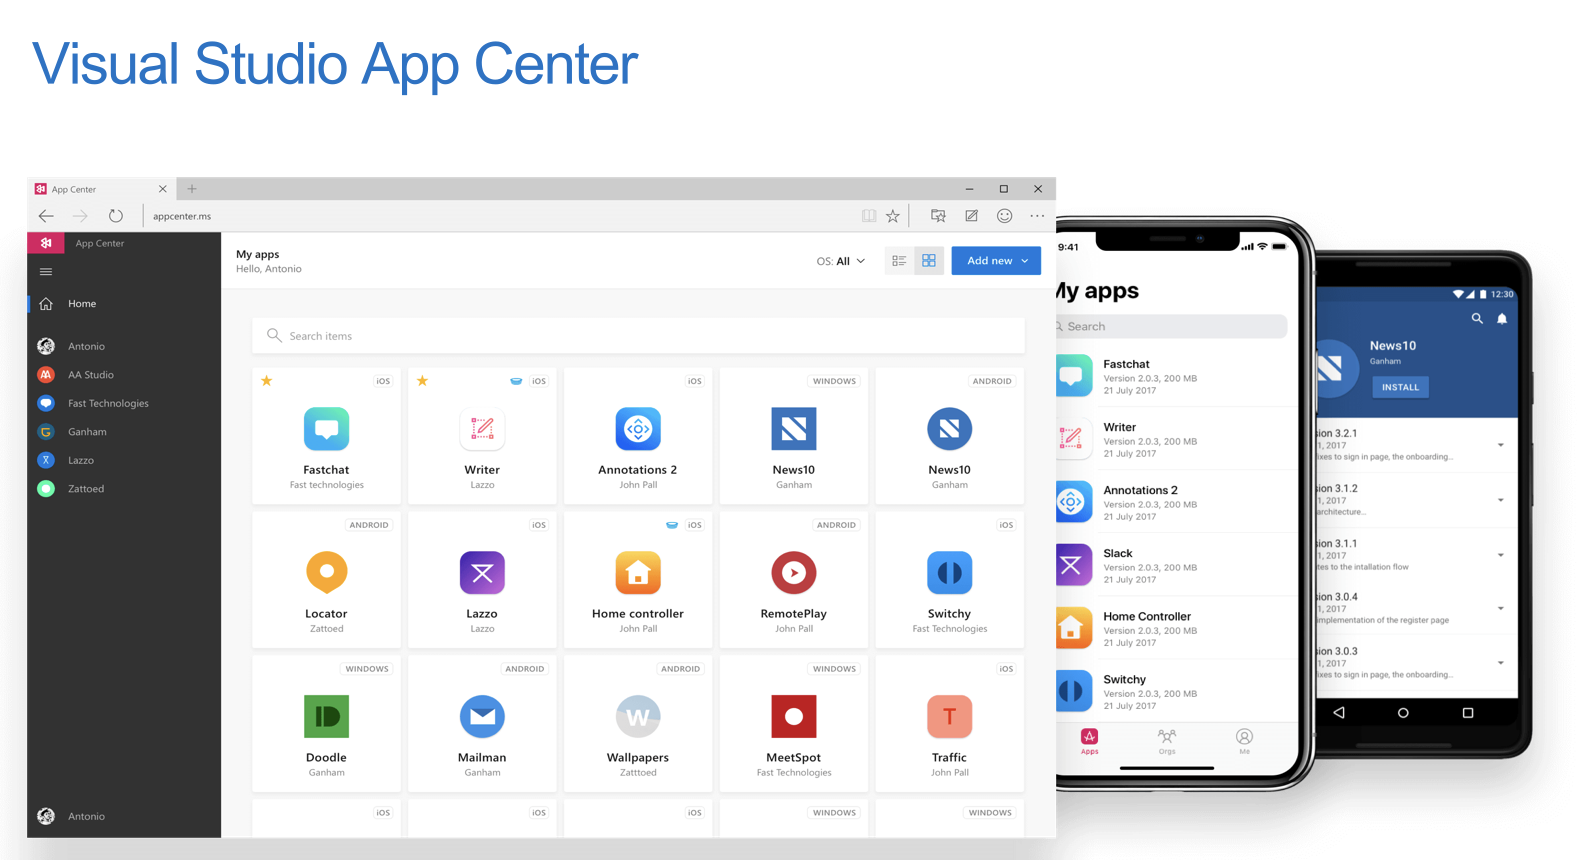 Visual Studio App Center
App Center
appcenter.ms
App Center
Home
Antonio
AA Studio
Fast Technologies
Ganham
Lazzo
Zattoed
Antonio
My apps
Hello, Antonio
OS: All
Add new
Search items
iOS
Fastchat
Fast technologies
iOS
Writer
Lazzo
iOS
Annotations 2
John Pall
WINDOWS
News10
Ganham
ANDROID
News10
Ganham
ANDROID
Locator
Zattoed
iOS
Lazzo
Lazzo
iOS
Home controller
John Pall
ANDROID
RemotePlay
John Pall
iOS
Switchy
Fast Technologies
WINDOWS
Doodle
Ganham
ANDROID
Mailman
Ganham
ANDROID
W
Wallpapers
Zatttoed
WINDOWS
MeetSpot
Fast Technologies
iOS
T
Traffic
John Pall
iOS
iOS
iOS
WINDOWS
WINDOWS
9:41
My apps
Search
Fastchat
Version 2.0.3, 200 MB
21 July 2017
Writer
Version 2.0.3, 200 MB
21 July 2017
Annotations 2
Version 2.0.3, 200 MB
21 July 2017
Slack
Version 2.0.3, 200 MB
21 July 2017
Home Controller
Version 2.0.3, 200 MB
21 July 2017
Switchy
Version 2.0.3, 200 MB
21 July 2017
Apps
Orgs
Me
12:30
News10
Ganham
INSTALL
sion 3.2.1
1, 2017
ixes to sign in page, the onboarding...
sion 3.1.2
1, 2017
architecture...
sion 3.1.1
1, 2017
tes to the intallation flow
sion 3.0.4
1, 2017
implementation of the register page
sion 3.0.3
1, 2017
ixes to sign in page, the onboarding...